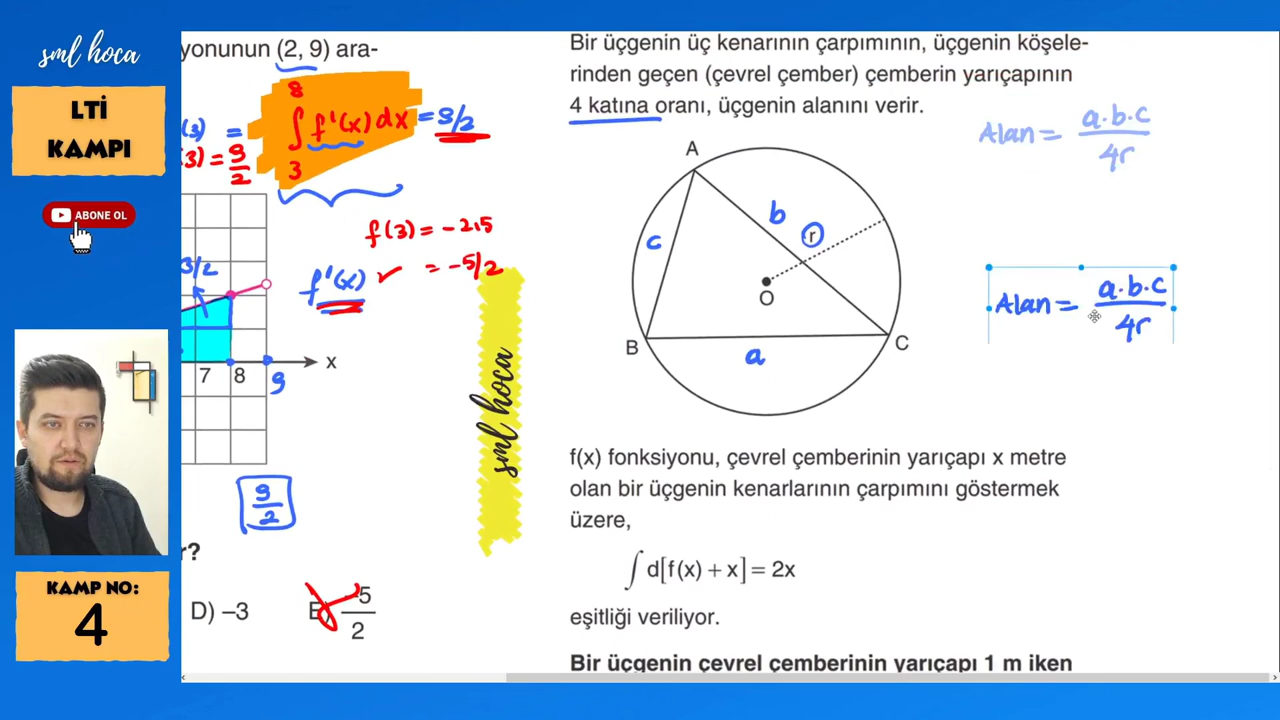 sml hoca
LTİ
KAMPI
ABONE OL
KAMP NO:
4
yonunun (2, 9) ara-
(3) =
8
∫ f'(x) dx = 9/2
3
(3) = 9/2
f(3) = -2.5
= -5/2
f'(x) ✓
3/2
7 8 9 x
9/2
r?
D) –3
E) -5/2
sml hoca
Bir üçgenin üç kenarının çarpımının, üçgenin köşele-
rinden geçen (çevrel çember) çemberin yarıçapının
4 katına oranı, üçgenin alanını verir.
Alan = a.b.c/4r
A
b
r
c
O
Alan = a.b.c/4r
B
C
a
f(x) fonksiyonu, çevrel çemberinin yarıçapı x metre
olan bir üçgenin kenarlarının çarpımını göstermek
üzere,
∫ d[f(x) + x] = 2x
eşitliği veriliyor.
Bir üçgenin çevrel çemberinin yarıçapı 1 m iken